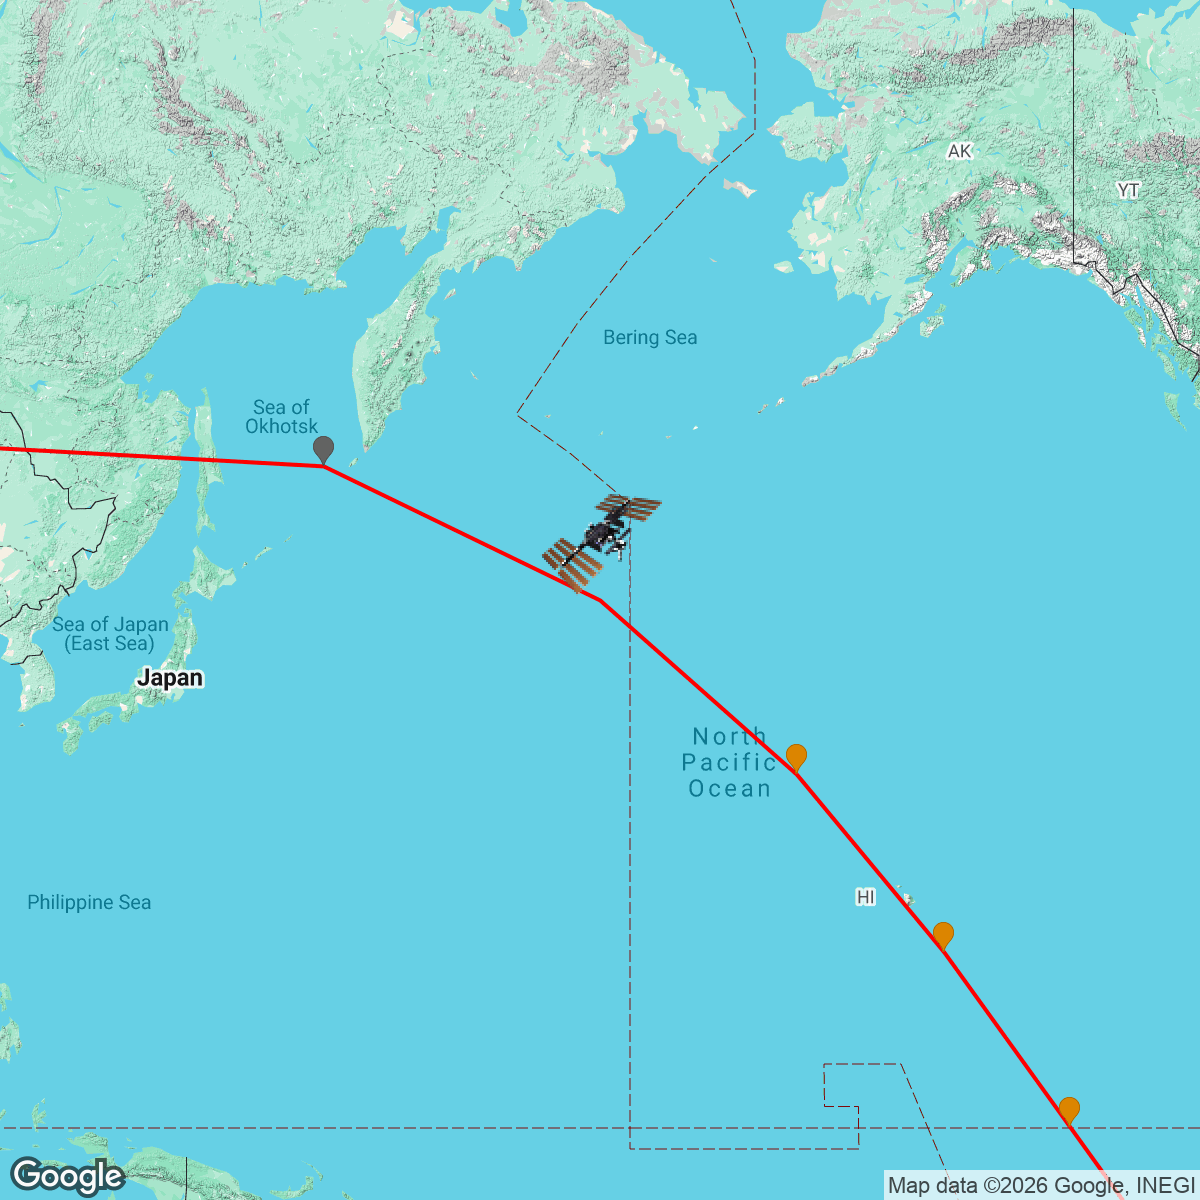 AK
YT
Bering Sea
Sea of
Okhotsk
Sea of Japan
(East Sea)
Japan
North
Pacific
Ocean
HI
Philippine Sea
Google
Map data ©2026 Google, INEGI